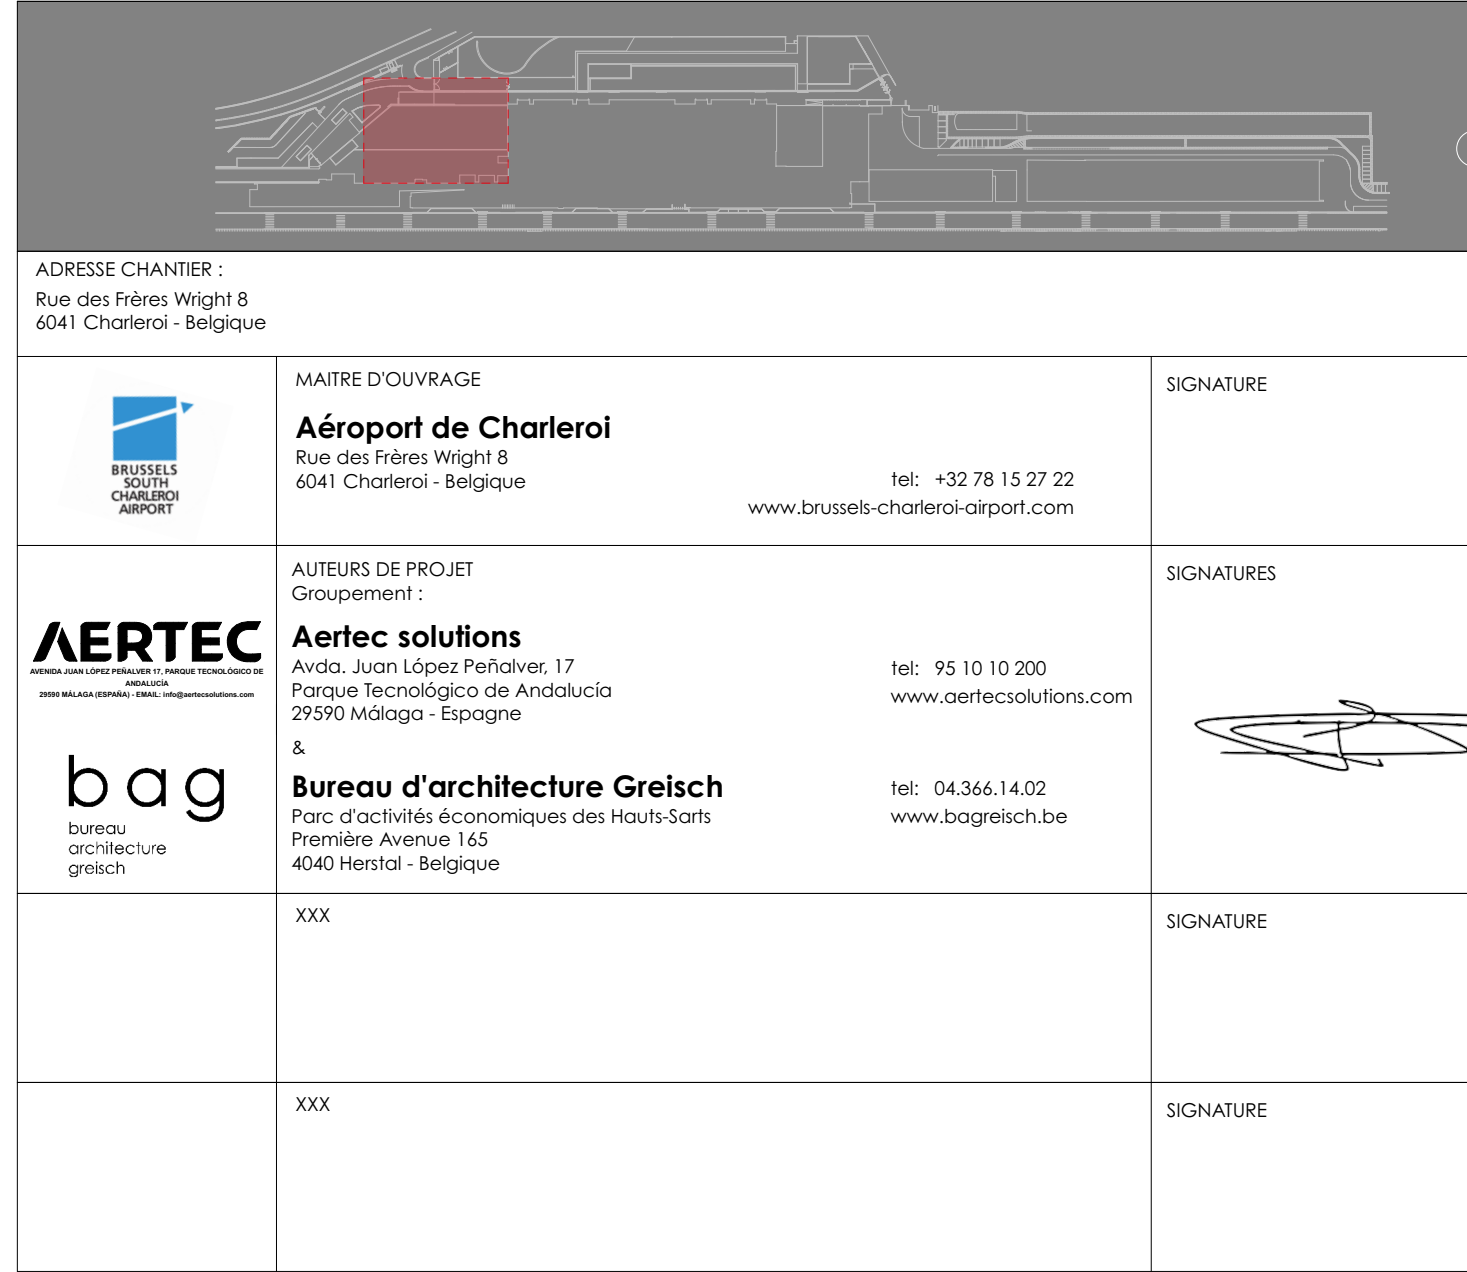 ADRESSE CHANTIER :
Rue des Frères Wright 8
6041 Charleroi - Belgique
BRUSSELS
SOUTH
CHARLEROI
AIRPORT
MAITRE D'OUVRAGE
Aéroport de Charleroi
Rue des Frères Wright 8
6041 Charleroi - Belgique
tel: +32 78 15 27 22
www.brussels-charleroi-airport.com
SIGNATURE
AERTEC
AVENIDA JUAN LÓPEZ PEÑALVER 17, PARQUE TECNOLÓGICO DE
ANDALUCÍA
29590 MÁLAGA (ESPAÑA) - EMAIL: info@aertecsolutions.com
bag
bureau
architecture
greisch
AUTEURS DE PROJET
Groupement :
Aertec solutions
Avda. Juan López Peñalver, 17
Parque Tecnológico de Andalucía
29590 Málaga - Espagne
tel: 95 10 10 200
www.aertecsolutions.com
&
Bureau d'architecture Greisch
Parc d'activités économiques des Hauts-Sarts
Première Avenue 165
4040 Herstal - Belgique
tel: 04.366.14.02
www.bagreisch.be
SIGNATURES
XXX
SIGNATURE
XXX
SIGNATURE